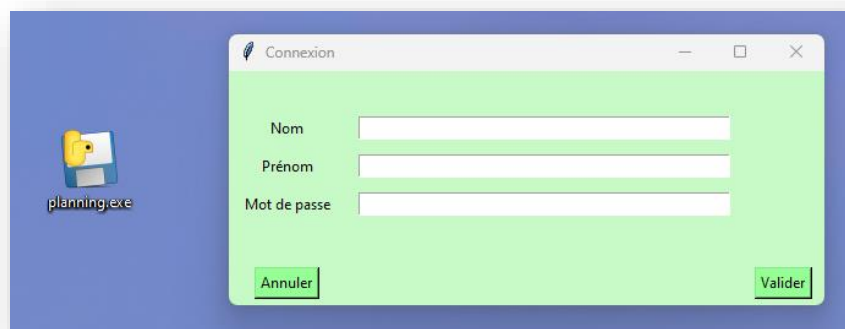 Connexion
Nom
Prénom
planning.exe
Mot de passe
Annuler
Valider